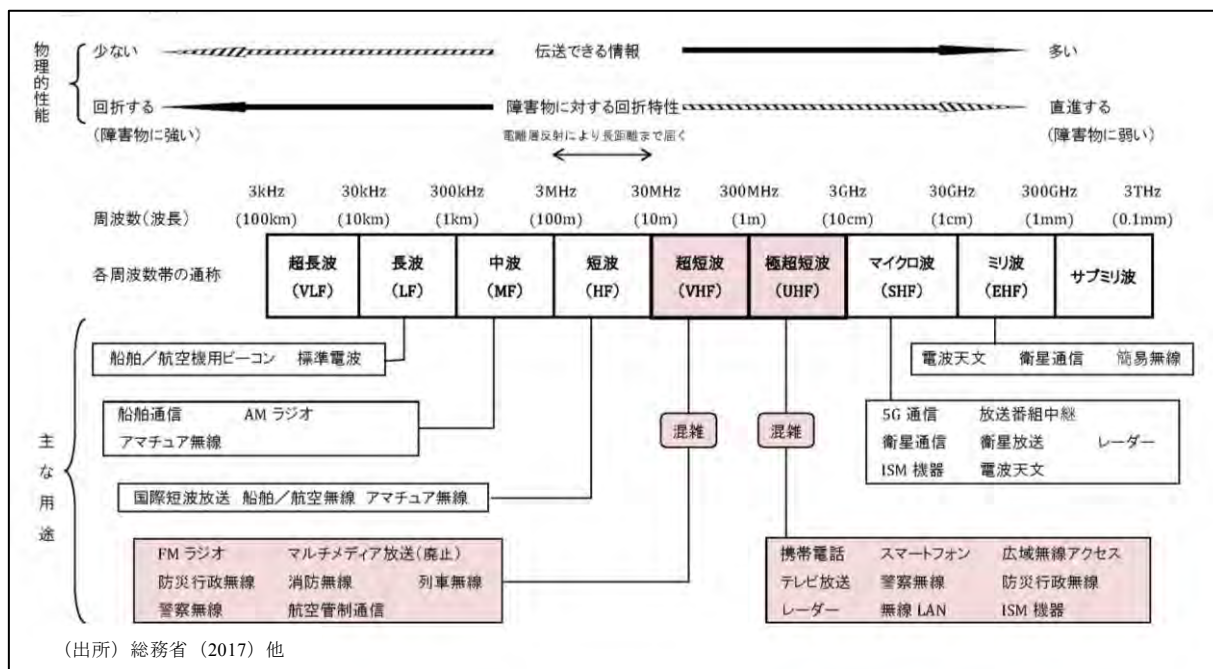 物理的性能
少ない 伝送できる情報 多い
回折する 障害物に対する回折特性 直進する
(障害物に強い) 電離層反射により長距離まで届く (障害物に弱い)
3kHz 30kHz 300kHz 3MHz 30MHz 300MHz 3GHz 30GHz 300GHz 3THz
周波数(波長) (100km) (10km) (1km) (100m) (10m) (1m) (10cm) (1cm) (1mm) (0.1mm)
各周波数帯の通称
超長波
(VLF)
長波
(LF)
中波
(MF)
短波
(HF)
超短波
(VHF)
極超短波
(UHF)
マイクロ波
(SHF)
ミリ波
(EHF)
サブミリ波
主な用途
船舶/航空機用ビーコン 標準電波
船舶通信 AMラジオ
アマチュア無線
国際短波放送 船舶/航空無線 アマチュア無線
混雑
FMラジオ マルチメディア放送(廃止)
防災行政無線 消防無線 列車無線
警察無線 航空管制通信
混雑
携帯電話 スマートフォン 広域無線アクセス
テレビ放送 警察無線 防災行政無線
レーダー 無線LAN ISM機器
5G通信 放送番組中継
衛星通信 衛星放送 レーダー
ISM機器 電波天文
電波天文 衛星通信 簡易無線
(出所)総務省(2017)他